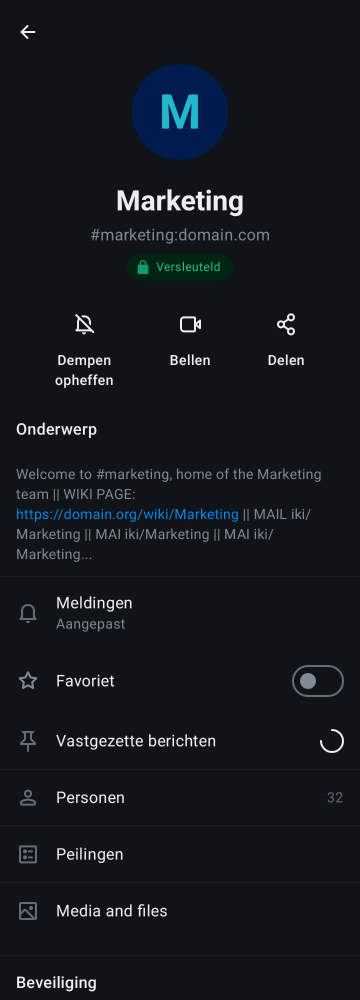 M
Marketing
#marketing:domain.com
Versleuteld
Dempen
opheffen
Bellen
Delen
Onderwerp
Welcome to #marketing, home of the Marketing
team || WIKI PAGE:
https://domain.org/wiki/Marketing || MAIL iki/
Marketing || MAI iki/Marketing || MAI iki/
Marketing...
Meldingen
Aangepast
Favoriet
Vastgezette berichten
Personen 32
Peilingen
Media and files
Beveiliging